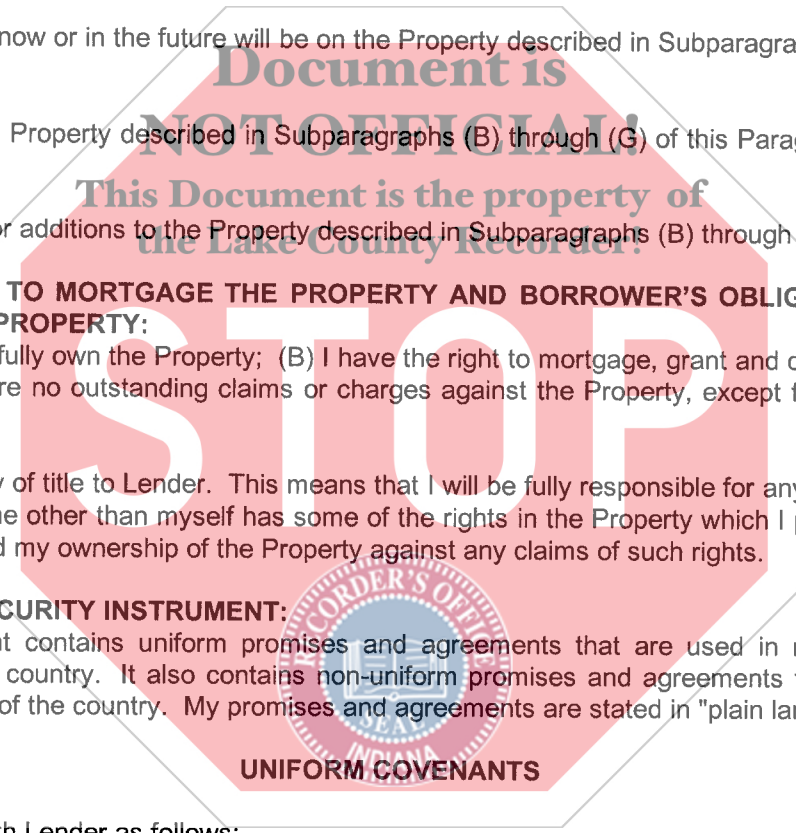 now or in the future will be on the Property described in Subparagra
Document is
NOT OFFICIAL!
Property described in Subparagraphs (B) through (G) of this Parag
This Document is the property of
or additions to the Property described in Subparagraphs (B) through
the Lake County Recorder!
TO MORTGAGE THE PROPERTY AND BORROWER'S OBLIG
PROPERTY:
fully own the Property; (B) I have the right to mortgage, grant and c
re no outstanding claims or charges against the Property, except f
STOP
y of title to Lender. This means that I will be fully responsible for any
ne other than myself has some of the rights in the Property which I p
d my ownership of the Property against any claims of such rights.
CURITY INSTRUMENT:
nt contains uniform promises and agreements that are used in r
country. It also contains non-uniform promises and agreements t
of the country. My promises and agreements are stated in "plain lan
RECORDER'S OFFICE
SEAL
INDIANA
UNIFORM COVENANTS
th Lender as follows: